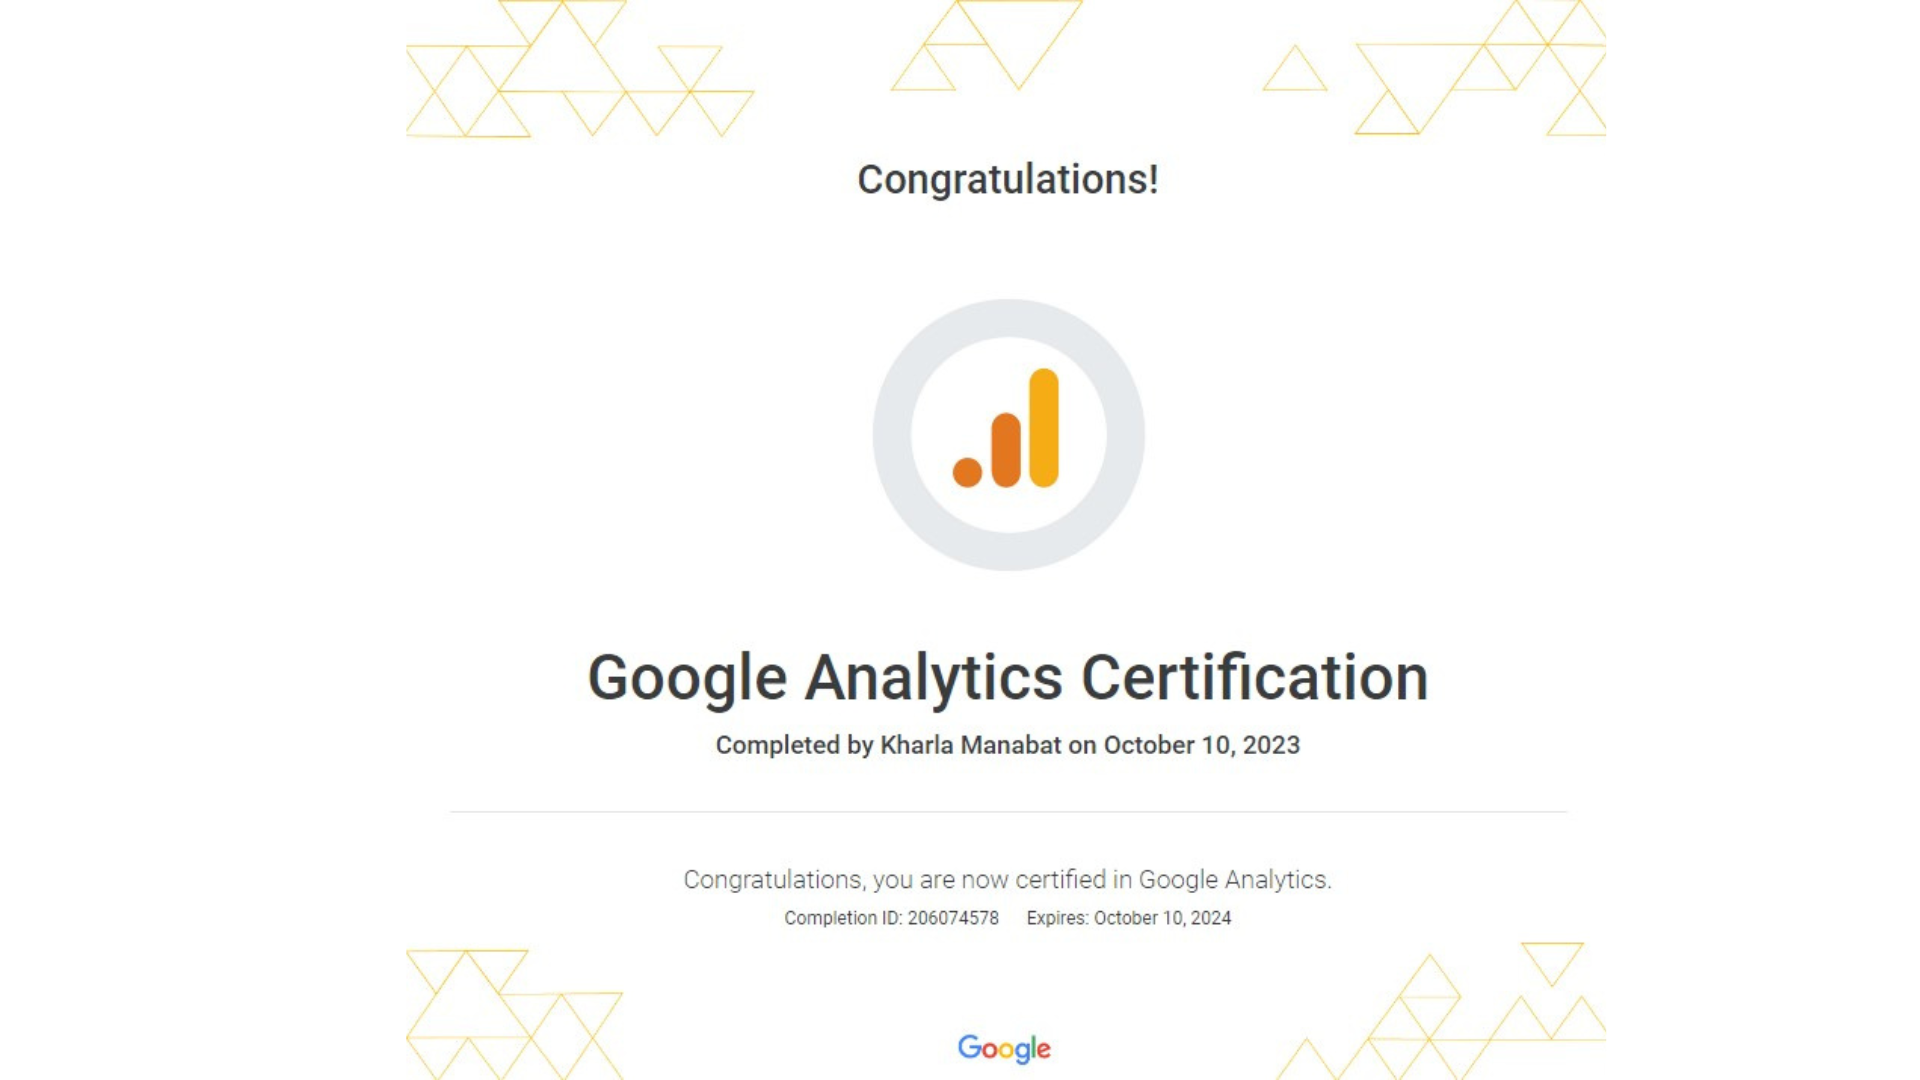 Congratulations!
Google Analytics Certification
Completed by Kharla Manabat on October 10, 2023
Congratulations, you are now certified in Google Analytics.
Completion ID: 206074578 Expires: October 10, 2024
Google